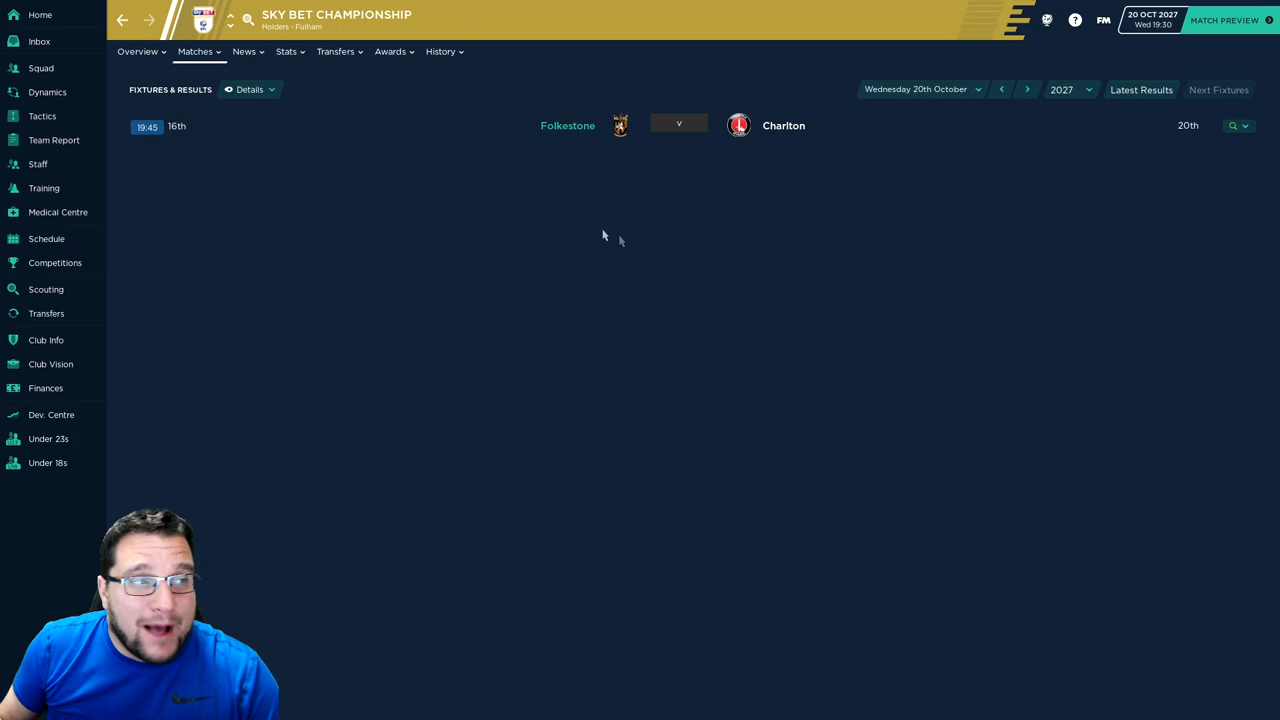 SKY BET CHAMPIONSHIP
Holders - Fulham
FM
20 OCT 2027
Wed 19:30
MATCH PREVIEW
Home
Inbox
Squad
Dynamics
Tactics
Team Report
Staff
Training
Medical Centre
Schedule
Competitions
Scouting
Transfers
Club Info
Club Vision
Finances
Dev. Centre
Under 23s
Under 18s
Overview
Matches
News
Stats
Transfers
Awards
History
FIXTURES & RESULTS
Details
Wednesday 20th October
2027
Latest Results
Next Fixtures
19:45 16th Folkestone v Charlton 20th